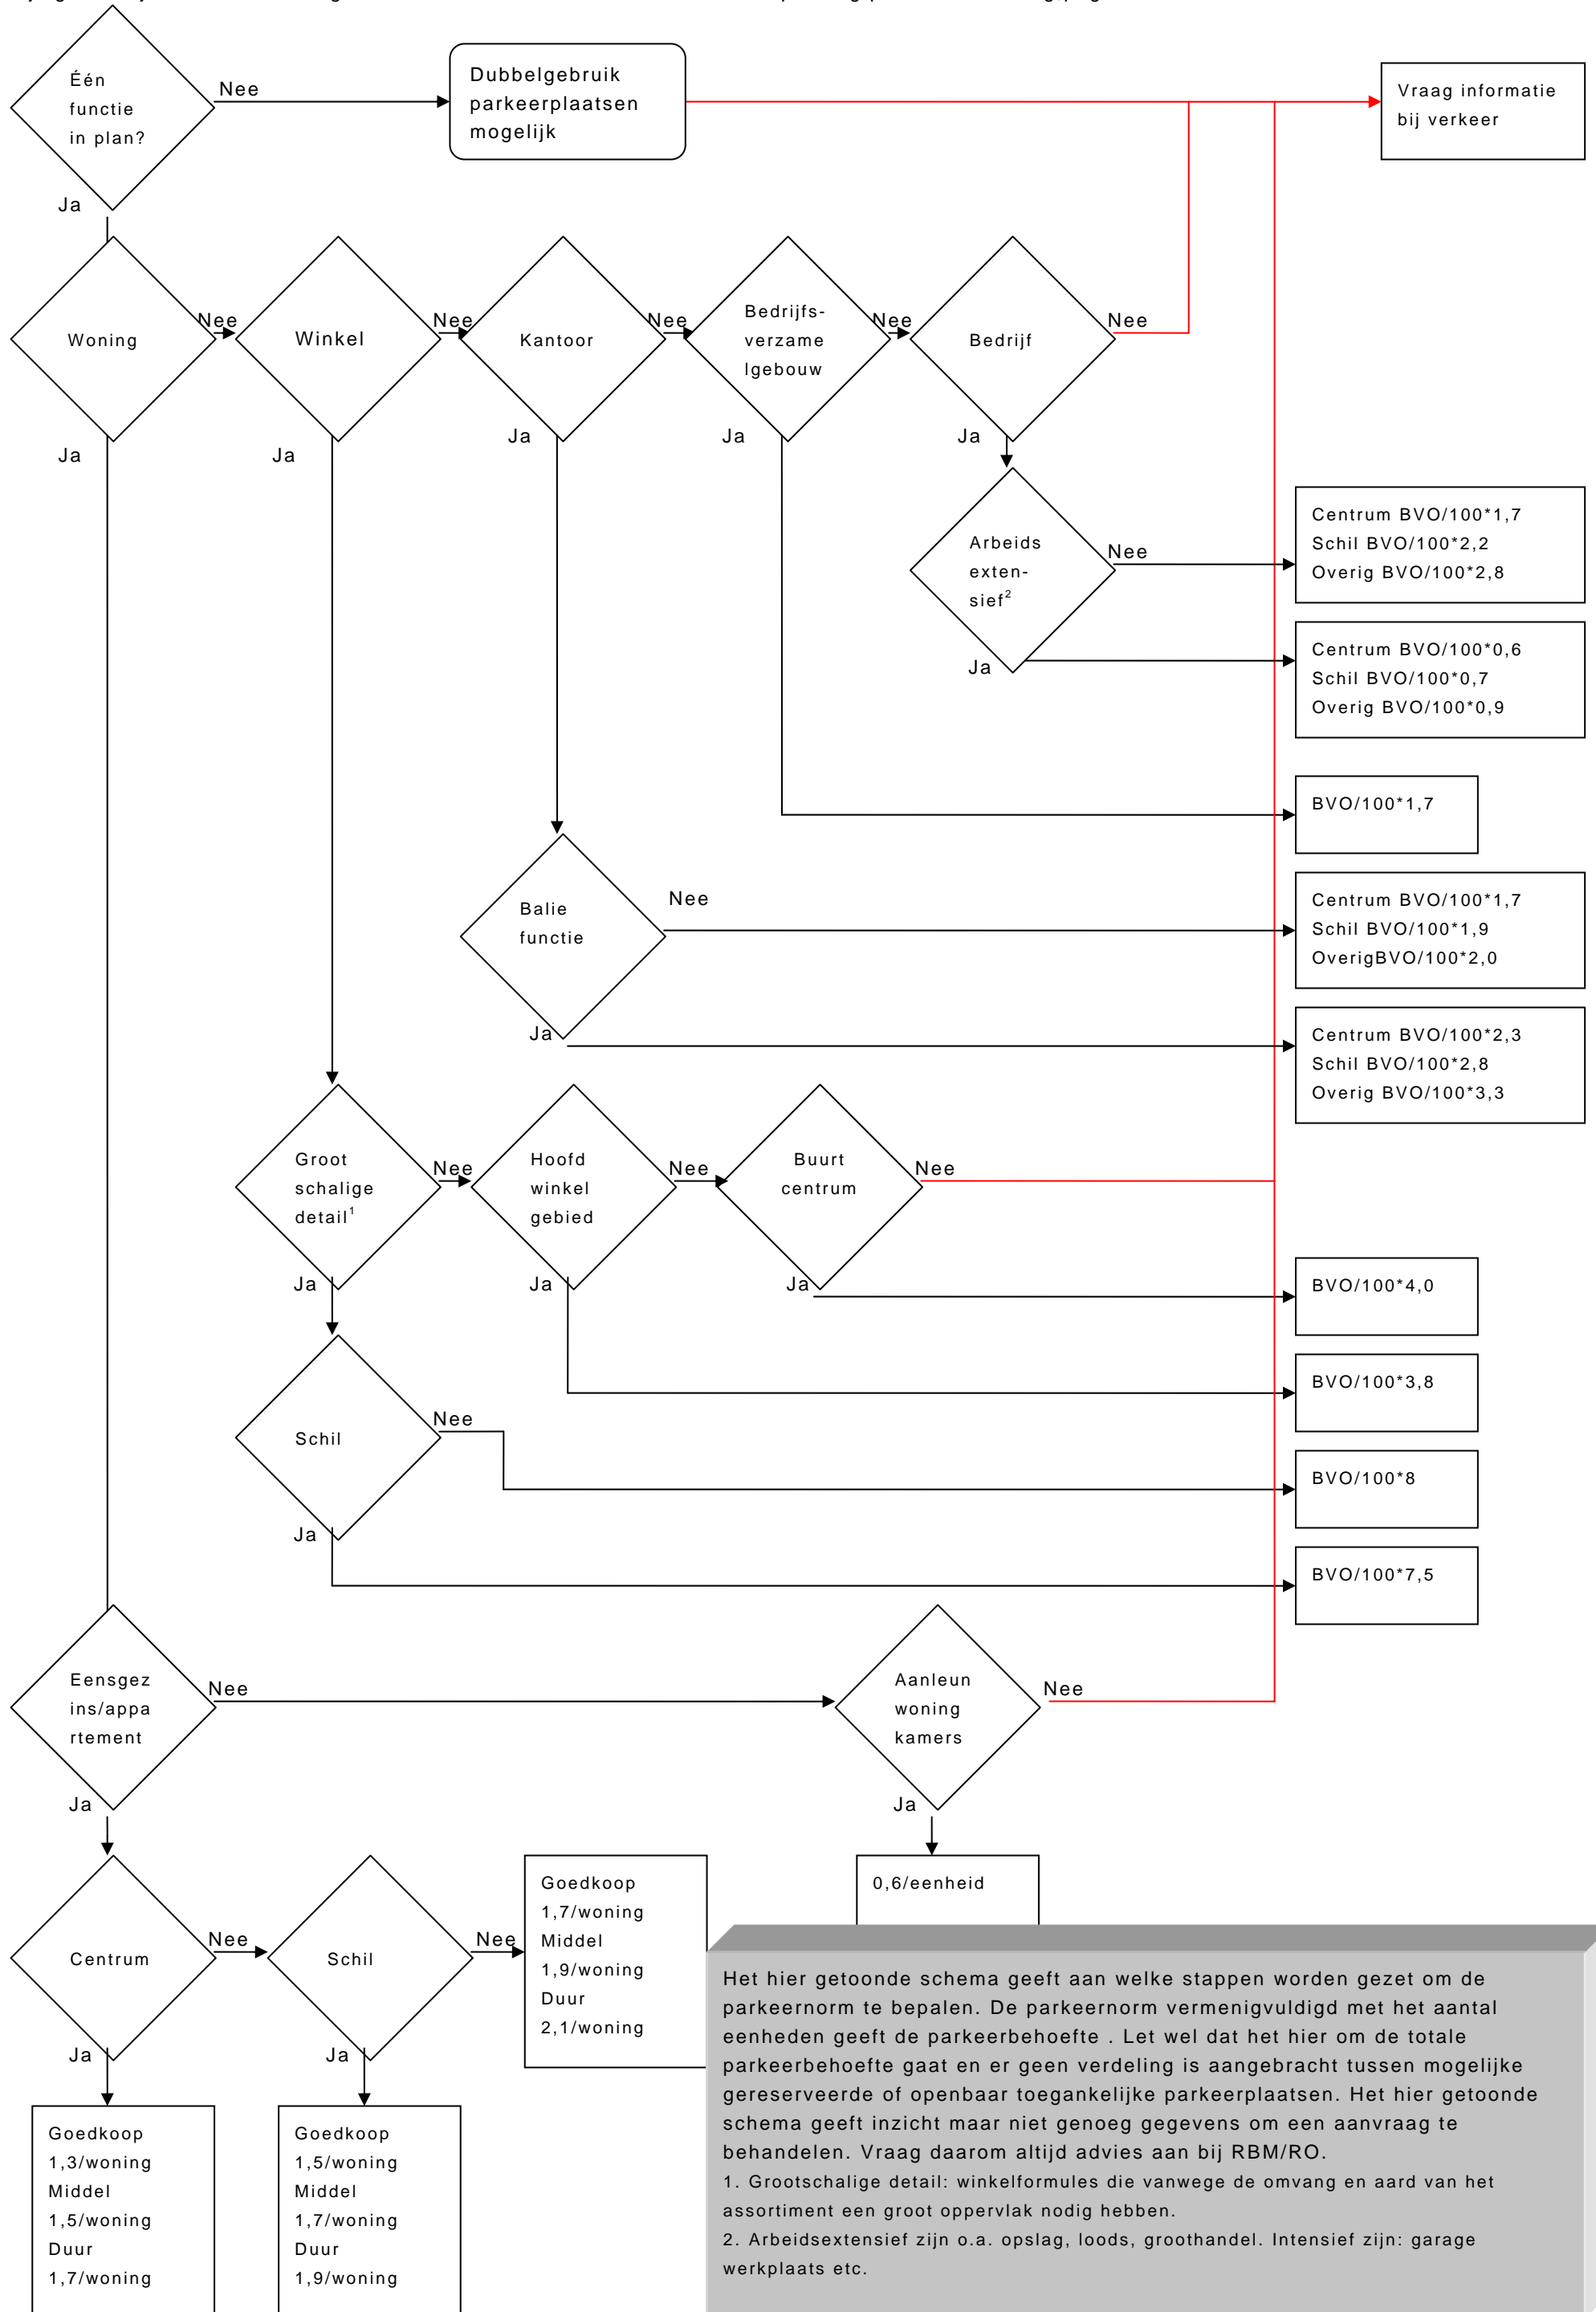 Één
functie
in plan?
Nee
Dubbelgebruik
parkeerplaatsen
mogelijk
Vraag informatie
bij verkeer
Ja
Woning
Nee
Winkel
Nee
Kantoor
Nee
Bedrijfs-
verzame
lgebouw
Nee
Bedrijf
Nee
Ja
Ja
Ja
Ja
Ja
Arbeids
exten-
sief²
Nee
Ja
Centrum BVO/100*1,7
Schil BVO/100*2,2
Overig BVO/100*2,8
Centrum BVO/100*0,6
Schil BVO/100*0,7
Overig BVO/100*0,9
BVO/100*1,7
Balie
functie
Nee
Ja
Centrum BVO/100*1,7
Schil BVO/100*1,9
OverigBVO/100*2,0
Centrum BVO/100*2,3
Schil BVO/100*2,8
Overig BVO/100*3,3
Groot
schalige
detail¹
Nee
Hoofd
winkel
gebied
Nee
Buurt
centrum
Nee
Ja
Ja
Ja
BVO/100*4,0
BVO/100*3,8
Schil
Nee
Ja
BVO/100*8
BVO/100*7,5
Eensgez
ins/appa
rtement
Nee
Aanleun
woning
kamers
Nee
Ja
Ja
Centrum
Nee
Schil
Nee
Goedkoop
1,7/woning
Middel
1,9/woning
Duur
2,1/woning
0,6/eenheid
Ja
Ja
Goedkoop
1,3/woning
Middel
1,5/woning
Duur
1,7/woning
Goedkoop
1,5/woning
Middel
1,7/woning
Duur
1,9/woning
Het hier getoonde schema geeft aan welke stappen worden gezet om de
parkeernorm te bepalen. De parkeernorm vermenigvuldigd met het aantal
eenheden geeft de parkeerbehoefte . Let wel dat het hier om de totale
parkeerbehoefte gaat en er geen verdeling is aangebracht tussen mogelijke
gereserveerde of openbaar toegankelijke parkeerplaatsen. Het hier getoonde
schema geeft inzicht maar niet genoeg gegevens om een aanvraag te
behandelen. Vraag daarom altijd advies aan bij RBM/RO.
1. Grootschalige detail: winkelformules die vanwege de omvang en aard van het
assortiment een groot oppervlak nodig hebben.
2. Arbeidsextensief zijn o.a. opslag, loods, groothandel. Intensief zijn: garage
werkplaats etc.